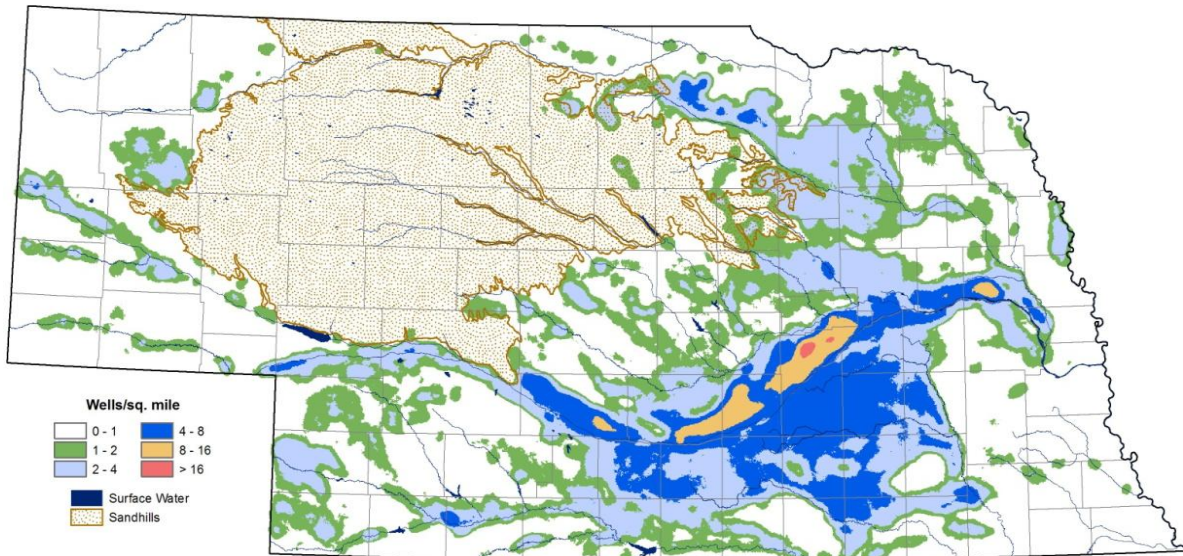 Wells/sq. mile
0 - 1
4 - 8
1 - 2
8 - 16
2 - 4
> 16
Surface Water
Sandhills